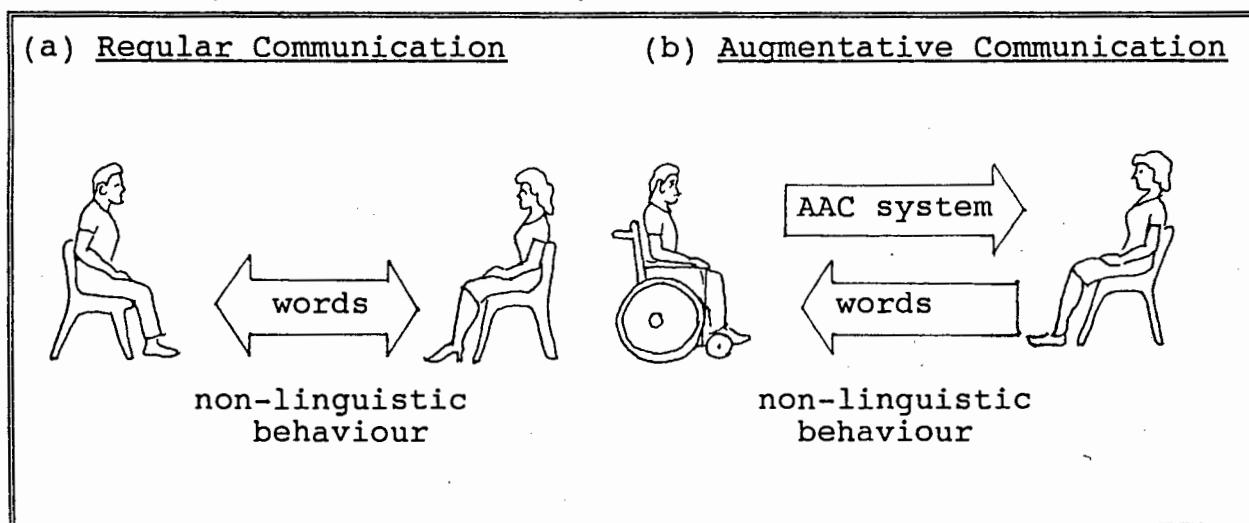 (a) Regular Communication
(b) Augmentative Communication
words
non-linguistic
behaviour
AAC system
words
non-linguistic
behaviour